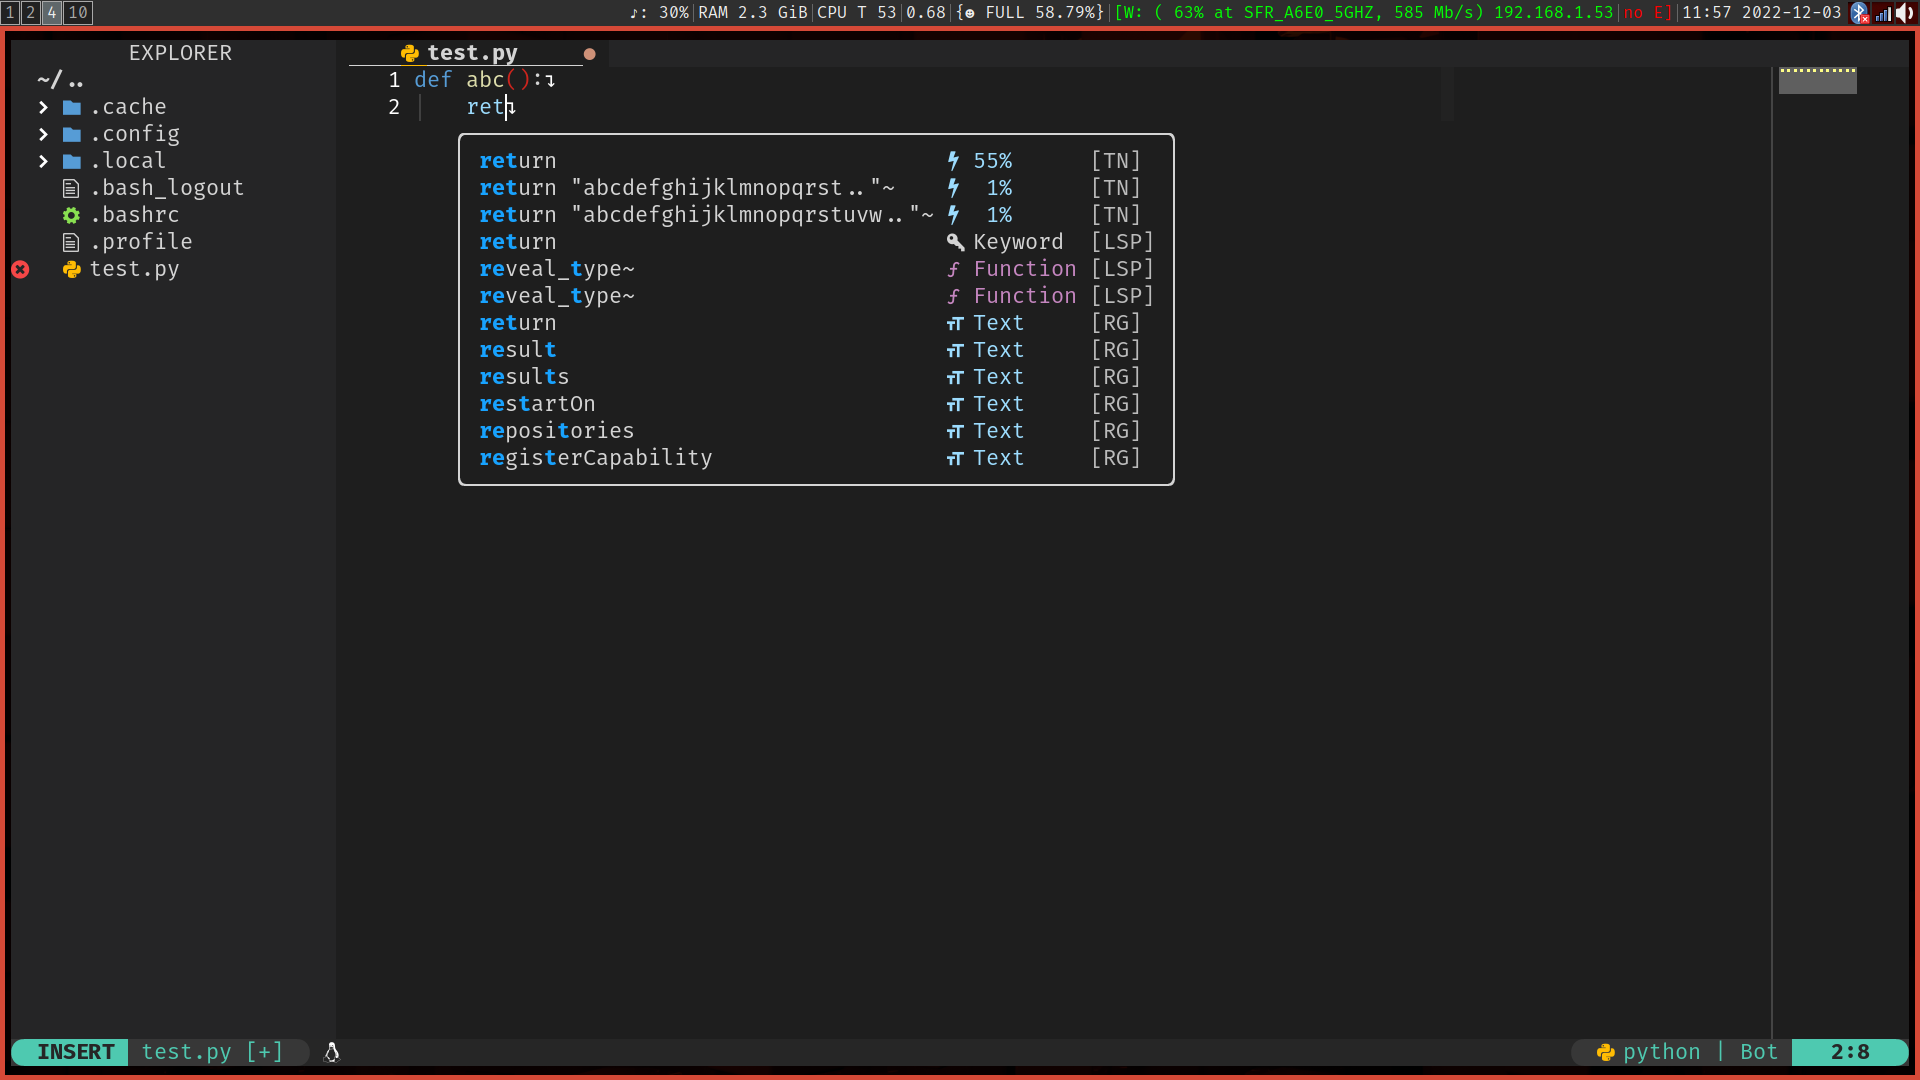 1 2 4 10 ♪: 30%|RAM 2.3 GiB|CPU T 53|0.68|{☻ FULL 58.79%}|[W: ( 63% at SFR_A6E0_5GHZ, 585 Mb/s) 192.168.1.53|no E]|11:57 2022-12-03
EXPLORER
~/..
.cache
.config
.local
.bash_logout
.bashrc
.profile
test.py
test.py ●
1 def abc():↴
2 ret↴
return 55% [TN]
return "abcdefghijklmnopqrst.."~ 1% [TN]
return "abcdefghijklmnopqrstuvw.."~ 1% [TN]
return Keyword [LSP]
reveal_type~ Function [LSP]
reveal_type~ Function [LSP]
return Text [RG]
result Text [RG]
results Text [RG]
restartOn Text [RG]
repositories Text [RG]
registerCapability Text [RG]
INSERT test.py [+] python | Bot 2:8